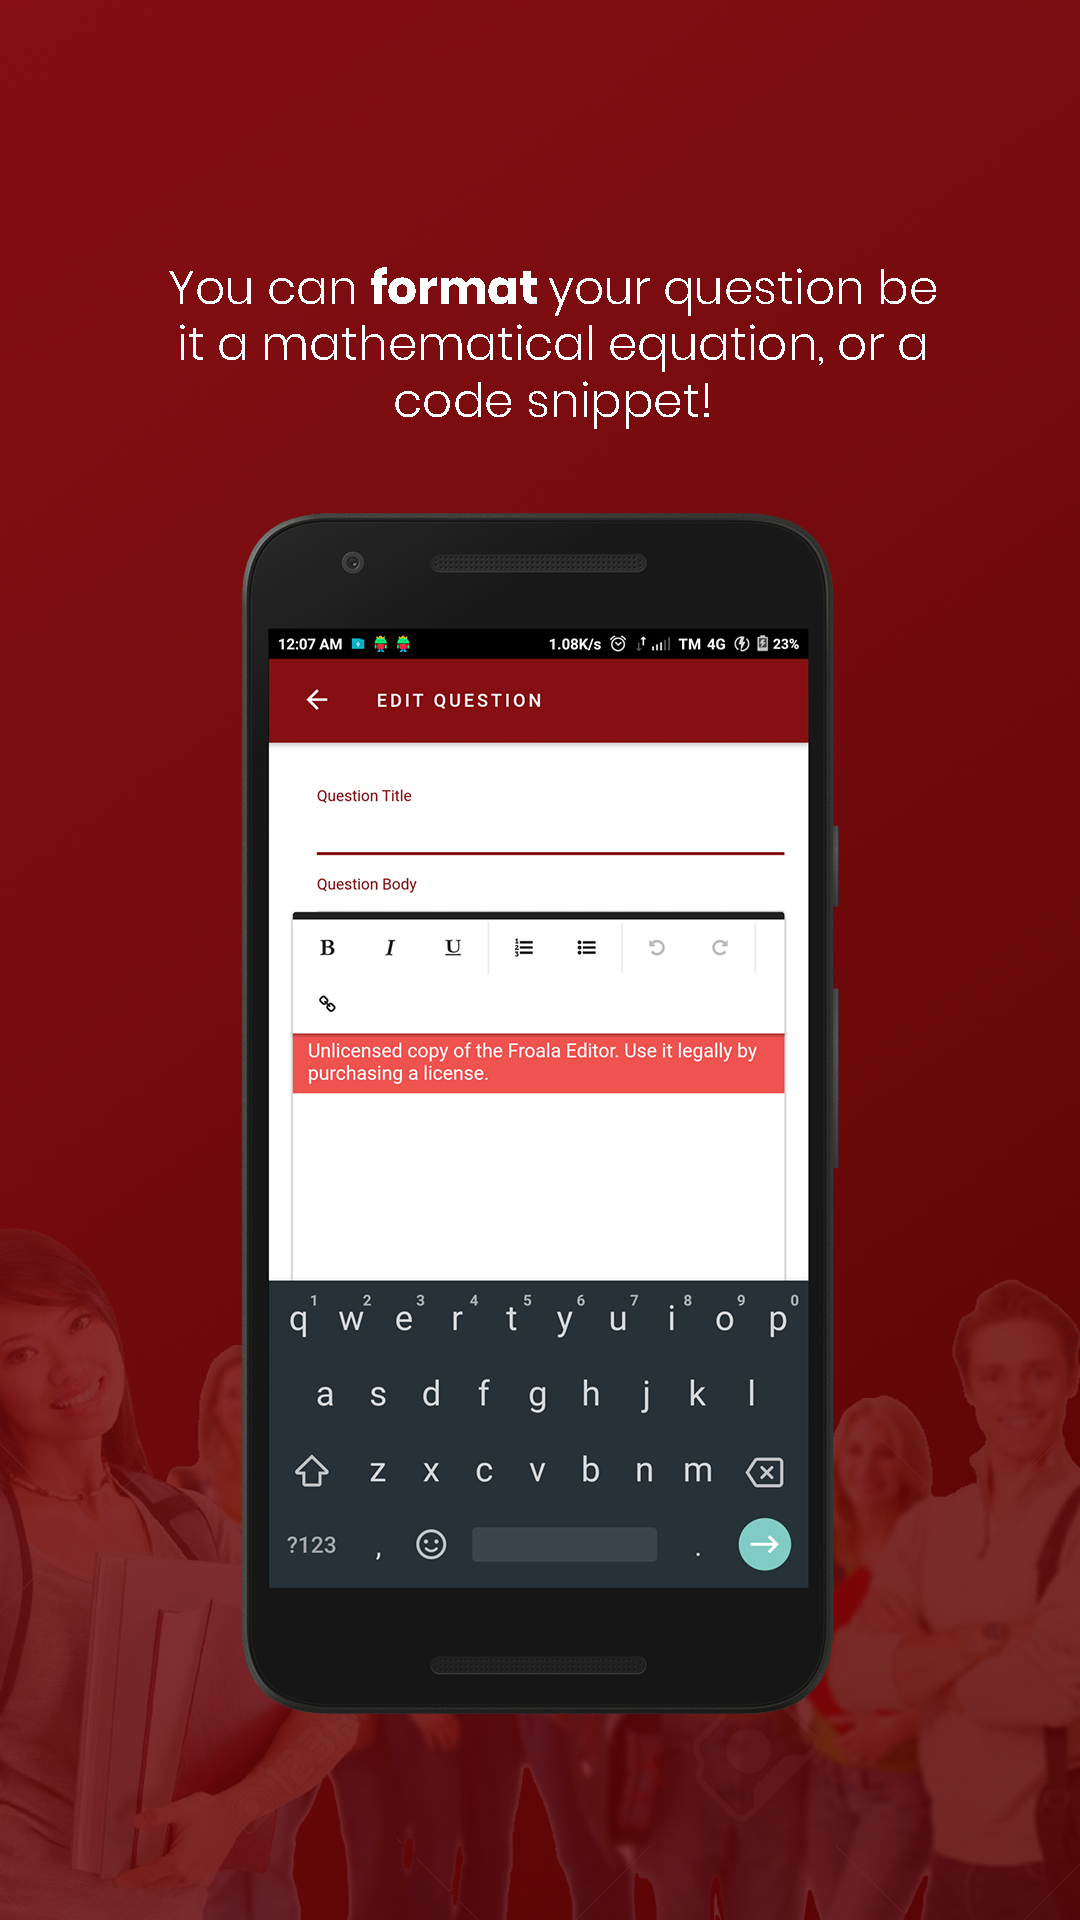 You can format your question be
it a mathematical equation, or a
code snippet!
12:07 AM 1.08K/s TM 4G 23%
EDIT QUESTION
Question Title
Question Body
B I U
Unlicensed copy of the Froala Editor. Use it legally by
purchasing a license.
1 2 3 4 5 6 7 8 9 0
q w e r t y u i o p
a s d f g h j k l
z x c v b n m
?123 , .